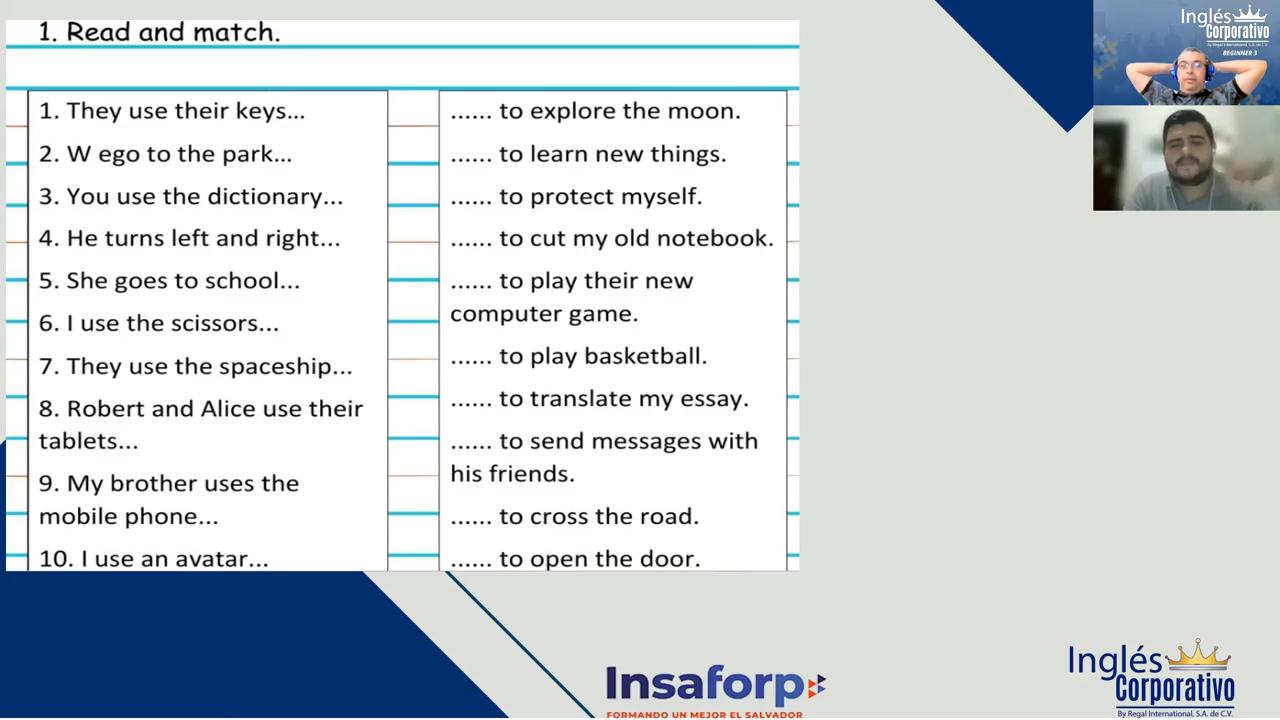 1. Read and match.
1. They use their keys...
2. W ego to the park...
3. You use the dictionary...
4. He turns left and right...
5. She goes to school...
6. I use the scissors...
7. They use the spaceship...
8. Robert and Alice use their
tablets...
9. My brother uses the
mobile phone...
10. I use an avatar...
...... to explore the moon.
...... to learn new things.
...... to protect myself.
...... to cut my old notebook.
...... to play their new
computer game.
...... to play basketball.
...... to translate my essay.
...... to send messages with
his friends.
...... to cross the road.
...... to open the door.
Inglés
Corporativo
By Regal International, S.A. de C.V.
BEGINNER 3
Insaforp
FORMANDO UN MEJOR EL SALVADOR
Inglés
Corporativo
By Regal International, S.A. de C.V.